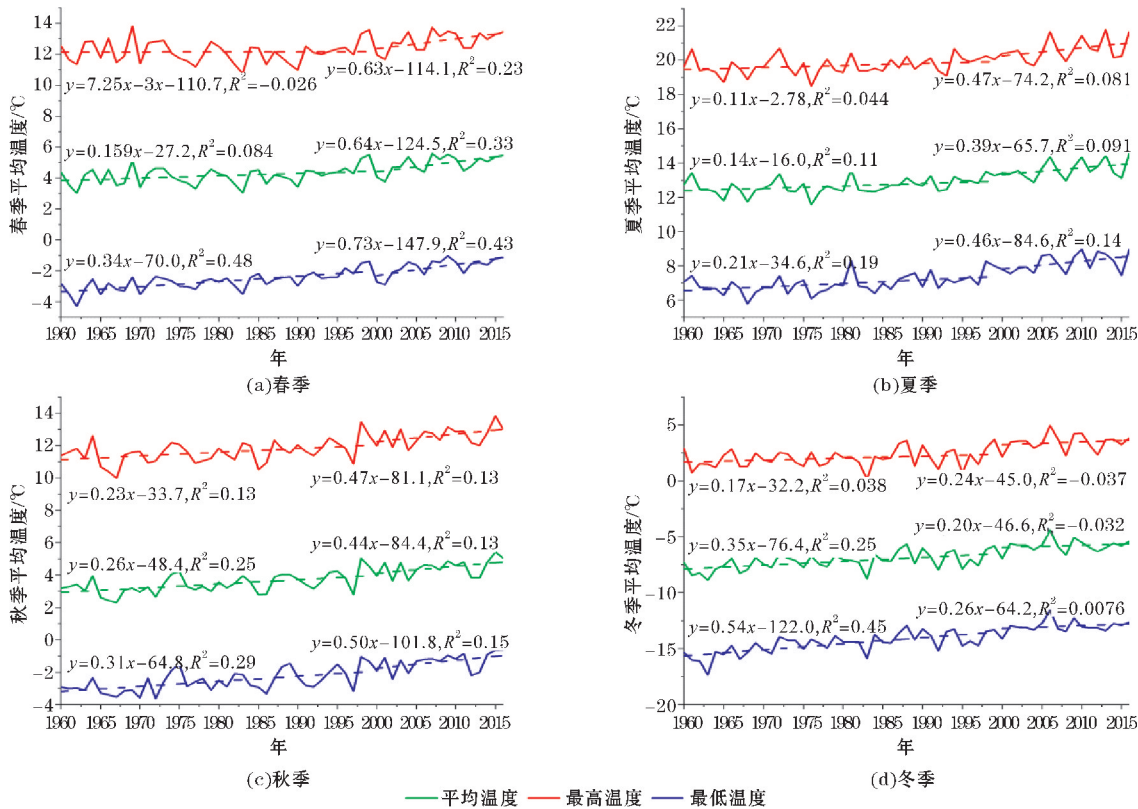 春季平均温度/℃
14
12
10
8
6
4
2
0
−2
−4
y=7.25x−3x−110.7,R²=−0.026
y=0.63x−114.1,R²=0.23
y=0.159x−27.2,R²=0.084
y=0.64x−124.5,R²=0.33
y=0.34x−70.0,R²=0.48
y=0.73x−147.9,R²=0.43
1960 1965 1970 1975 1980 1985 1990 1995 2000 2005 2010 2015
年
(a)春季
夏季平均温度/℃
22
20
18
16
14
12
10
8
6
y=0.11x−2.78,R²=0.044
y=0.47x−74.2,R²=0.081
y=0.14x−16.0,R²=0.11
y=0.39x−65.7,R²=0.091
y=0.21x−34.6,R²=0.19
y=0.46x−84.6,R²=0.14
1960 1965 1970 1975 1980 1985 1990 1995 2000 2005 2010 2015
年
(b)夏季
秋季平均温度/℃
14
12
10
8
6
4
2
0
−2
−4
y=0.23x−33.7,R²=0.13
y=0.47x−81.1,R²=0.13
y=0.26x−48.4,R²=0.25
y=0.44x−84.4,R²=0.13
y=0.31x−64.8,R²=0.29
y=0.50x−101.8,R²=0.15
1960 1965 1970 1975 1980 1985 1990 1995 2000 2005 2010 2015
年
(c)秋季
冬季平均温度/℃
5
0
−5
−10
−15
−20
y=0.17x−32.2,R²=0.038
y=0.24x−45.0,R²=−0.037
y=0.35x−76.4,R²=0.25
y=0.20x−46.6,R²=−0.032
y=0.54x−122.0,R²=0.45
y=0.26x−64.2,R²=0.0076
1960 1965 1970 1975 1980 1985 1990 1995 2000 2005 2010 2015
年
(d)冬季
平均温度 最高温度 最低温度